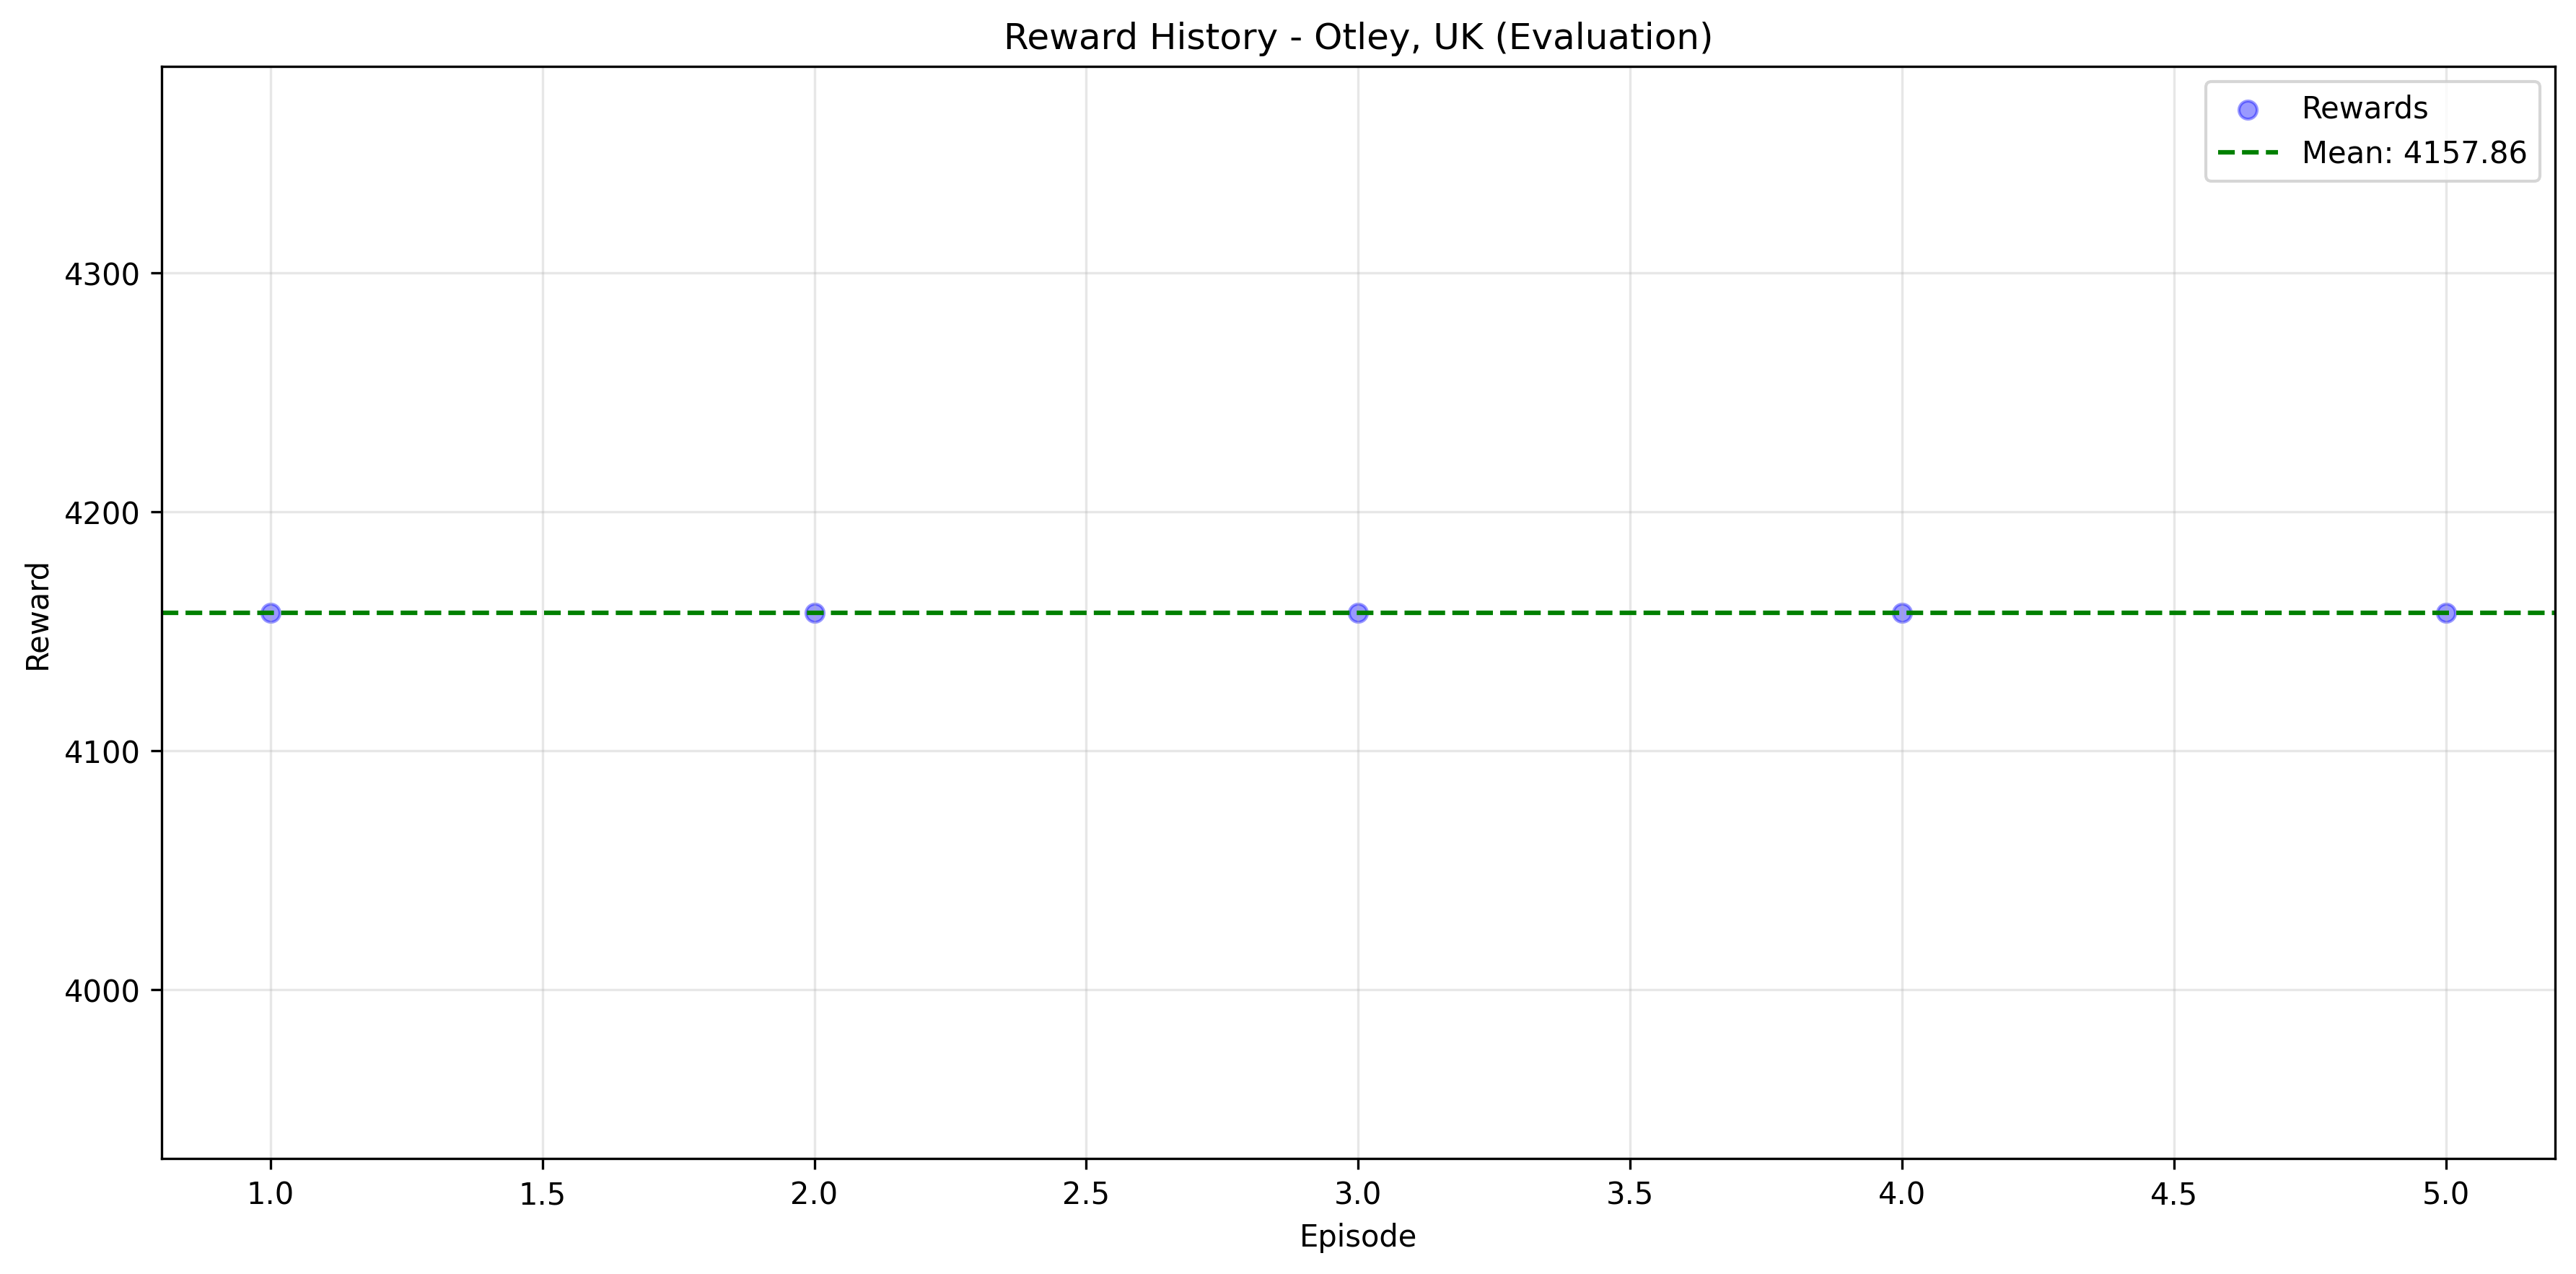 Reward History - Otley, UK (Evaluation)
Rewards
Mean: 4157.86
Reward
4300
4200
4100
4000
1.0 1.5 2.0 2.5 3.0 3.5 4.0 4.5 5.0
Episode